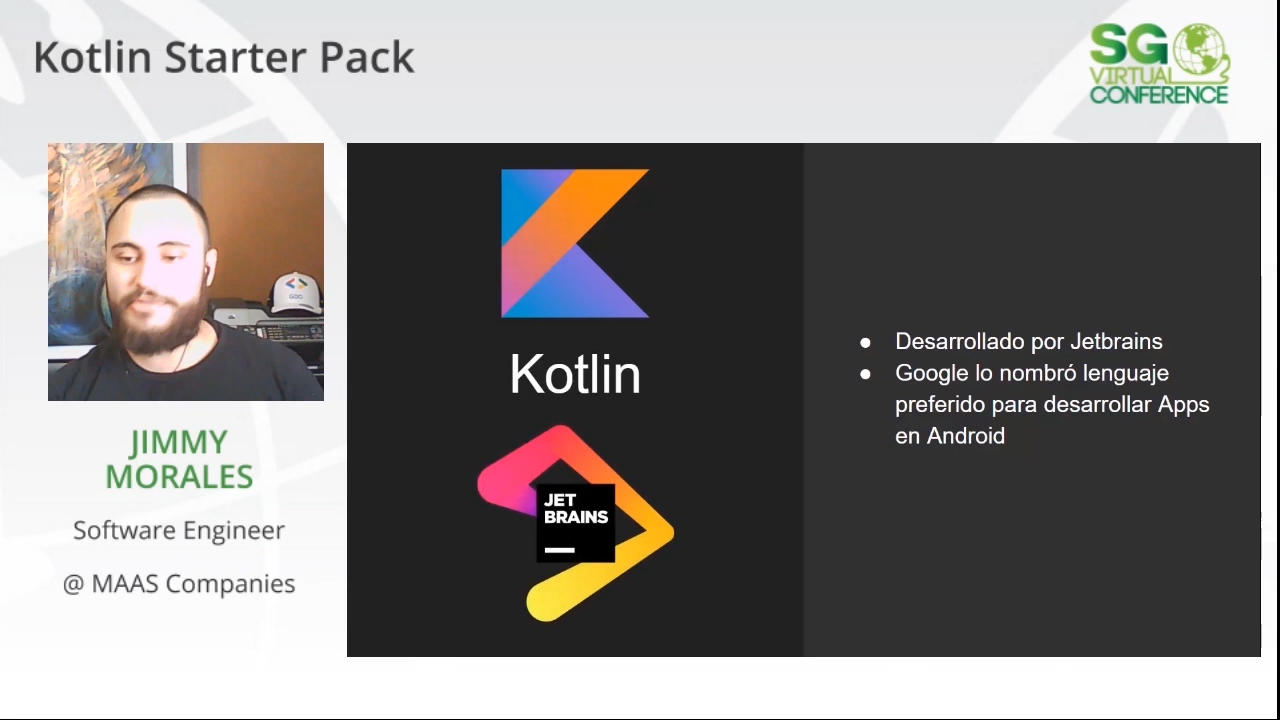 Kotlin Starter Pack
SG
VIRTUAL
CONFERENCE
GDG
JIMMY
MORALES
Software Engineer
@ MAAS Companies
Kotlin
JET
BRAINS
● Desarrollado por Jetbrains
● Google lo nombró lenguaje
preferido para desarrollar Apps
en Android